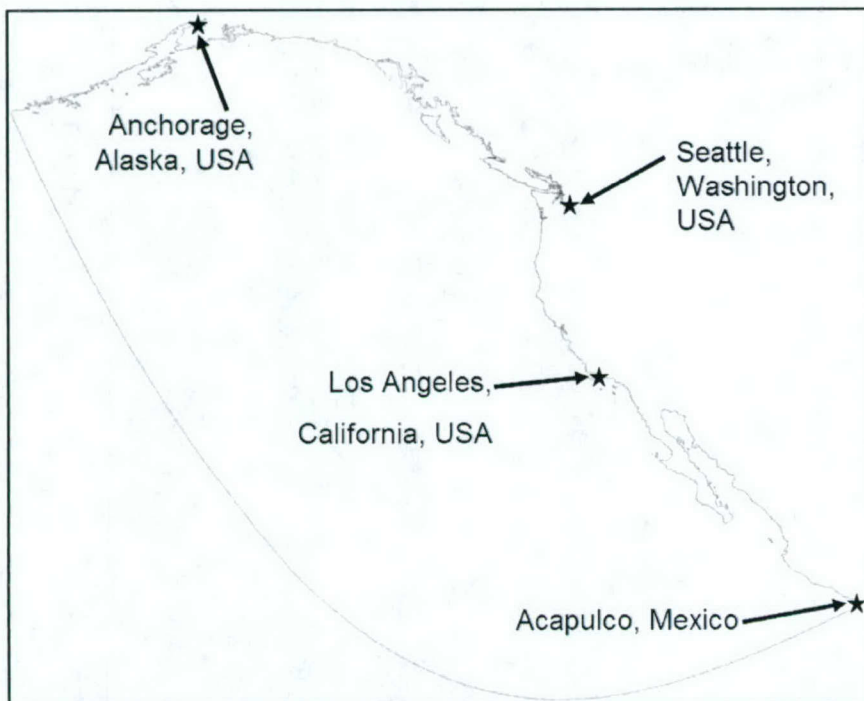 Anchorage,
Alaska, USA
Seattle,
Washington,
USA
Los Angeles,
California, USA
Acapulco, Mexico